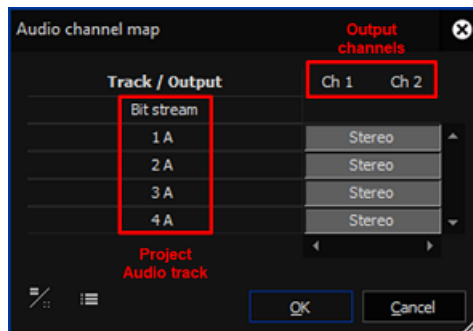 Audio channel map
Output
channels
Track / Output
Ch 1 Ch 2
Bit stream
1 A Stereo
2 A Stereo
3 A Stereo
4 A Stereo
Project
Audio track
OK Cancel